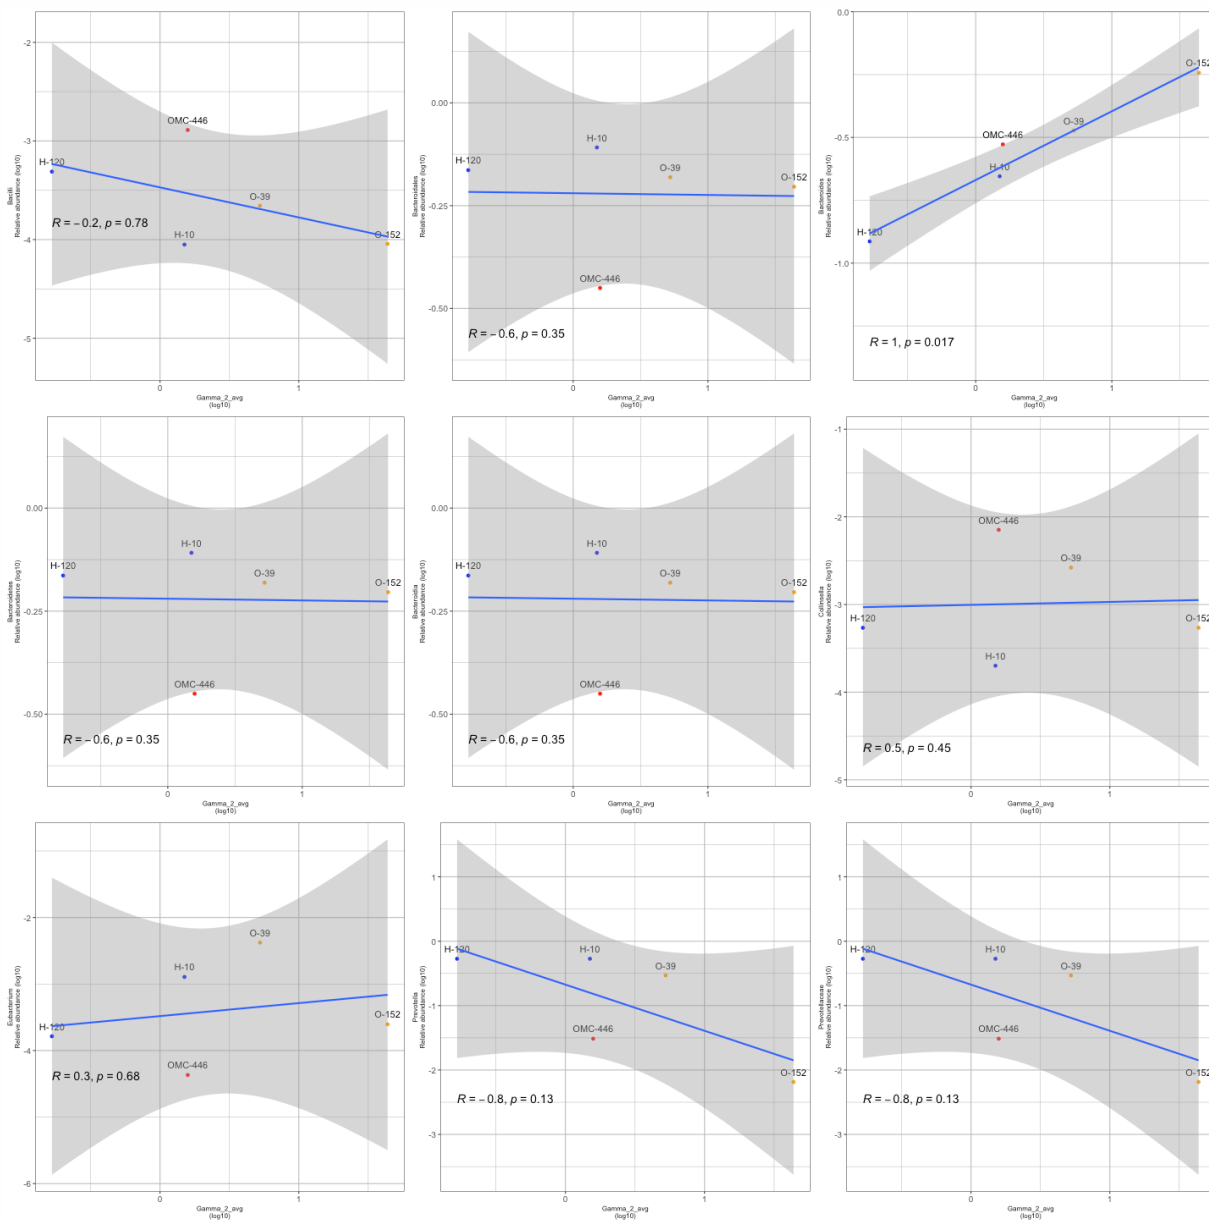 Bacilli
Relative abundance (log10)
-2
-3
-4
-5
H-120
OMC-446
H-10
O-39
O-152
R = −0.2, p = 0.78
0
1
Gamma_2_avg
(log10)
Bacteroidales
Relative abundance (log10)
0.00
-0.25
-0.50
H-120
H-10
OMC-446
O-39
O-152
R = −0.6, p = 0.35
0
1
Gamma_2_avg
(log10)
Bacteroides
Relative abundance (log10)
0.0
-0.5
-1.0
H-120
OMC-446
H-10
O-39
O-152
R = 1, p = 0.017
0
1
Gamma_2_avg
(log10)
Bacteroidetes
Relative abundance (log10)
0.00
-0.25
-0.50
H-120
H-10
OMC-446
O-39
O-152
R = −0.6, p = 0.35
0
1
Gamma_2_avg
(log10)
Bacteroidia
Relative abundance (log10)
0.00
-0.25
-0.50
H-120
H-10
OMC-446
O-39
O-152
R = −0.6, p = 0.35
0
1
Gamma_2_avg
(log10)
Collinsella
Relative abundance (log10)
-1
-2
-3
-4
-5
H-120
OMC-446
H-10
O-39
O-152
R = 0.5, p = 0.45
0
1
Gamma_2_avg
(log10)
Eubacterium
Relative abundance (log10)
-2
-4
-6
H-120
H-10
OMC-446
O-39
O-152
R = 0.3, p = 0.68
0
1
Gamma_2_avg
(log10)
Prevotella
Relative abundance (log10)
1
0
-1
-2
-3
H-120
H-10
OMC-446
O-39
O-152
R = −0.8, p = 0.13
0
1
Gamma_2_avg
(log10)
Prevotellaceae
Relative abundance (log10)
1
0
-1
-2
-3
H-120
H-10
OMC-446
O-39
O-152
R = −0.8, p = 0.13
0
1
Gamma_2_avg
(log10)